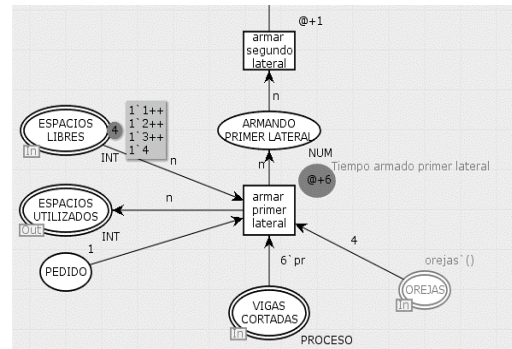 @+1
armar
segundo
lateral
n
1`1++
1`2++
1`3++
1`4
4
ESPACIOS
LIBRES
In
INT
n
ARMANDO
PRIMER LATERAL
NUM
n
Tiempo armado primer lateral
@+6
ESPACIOS
UTILIZADOS
Out
INT
n
armar
primer
lateral
1
PEDIDO
6`pr
4
orejas`()
OREJAS
In
VIGAS
CORTADAS
In
PROCESO